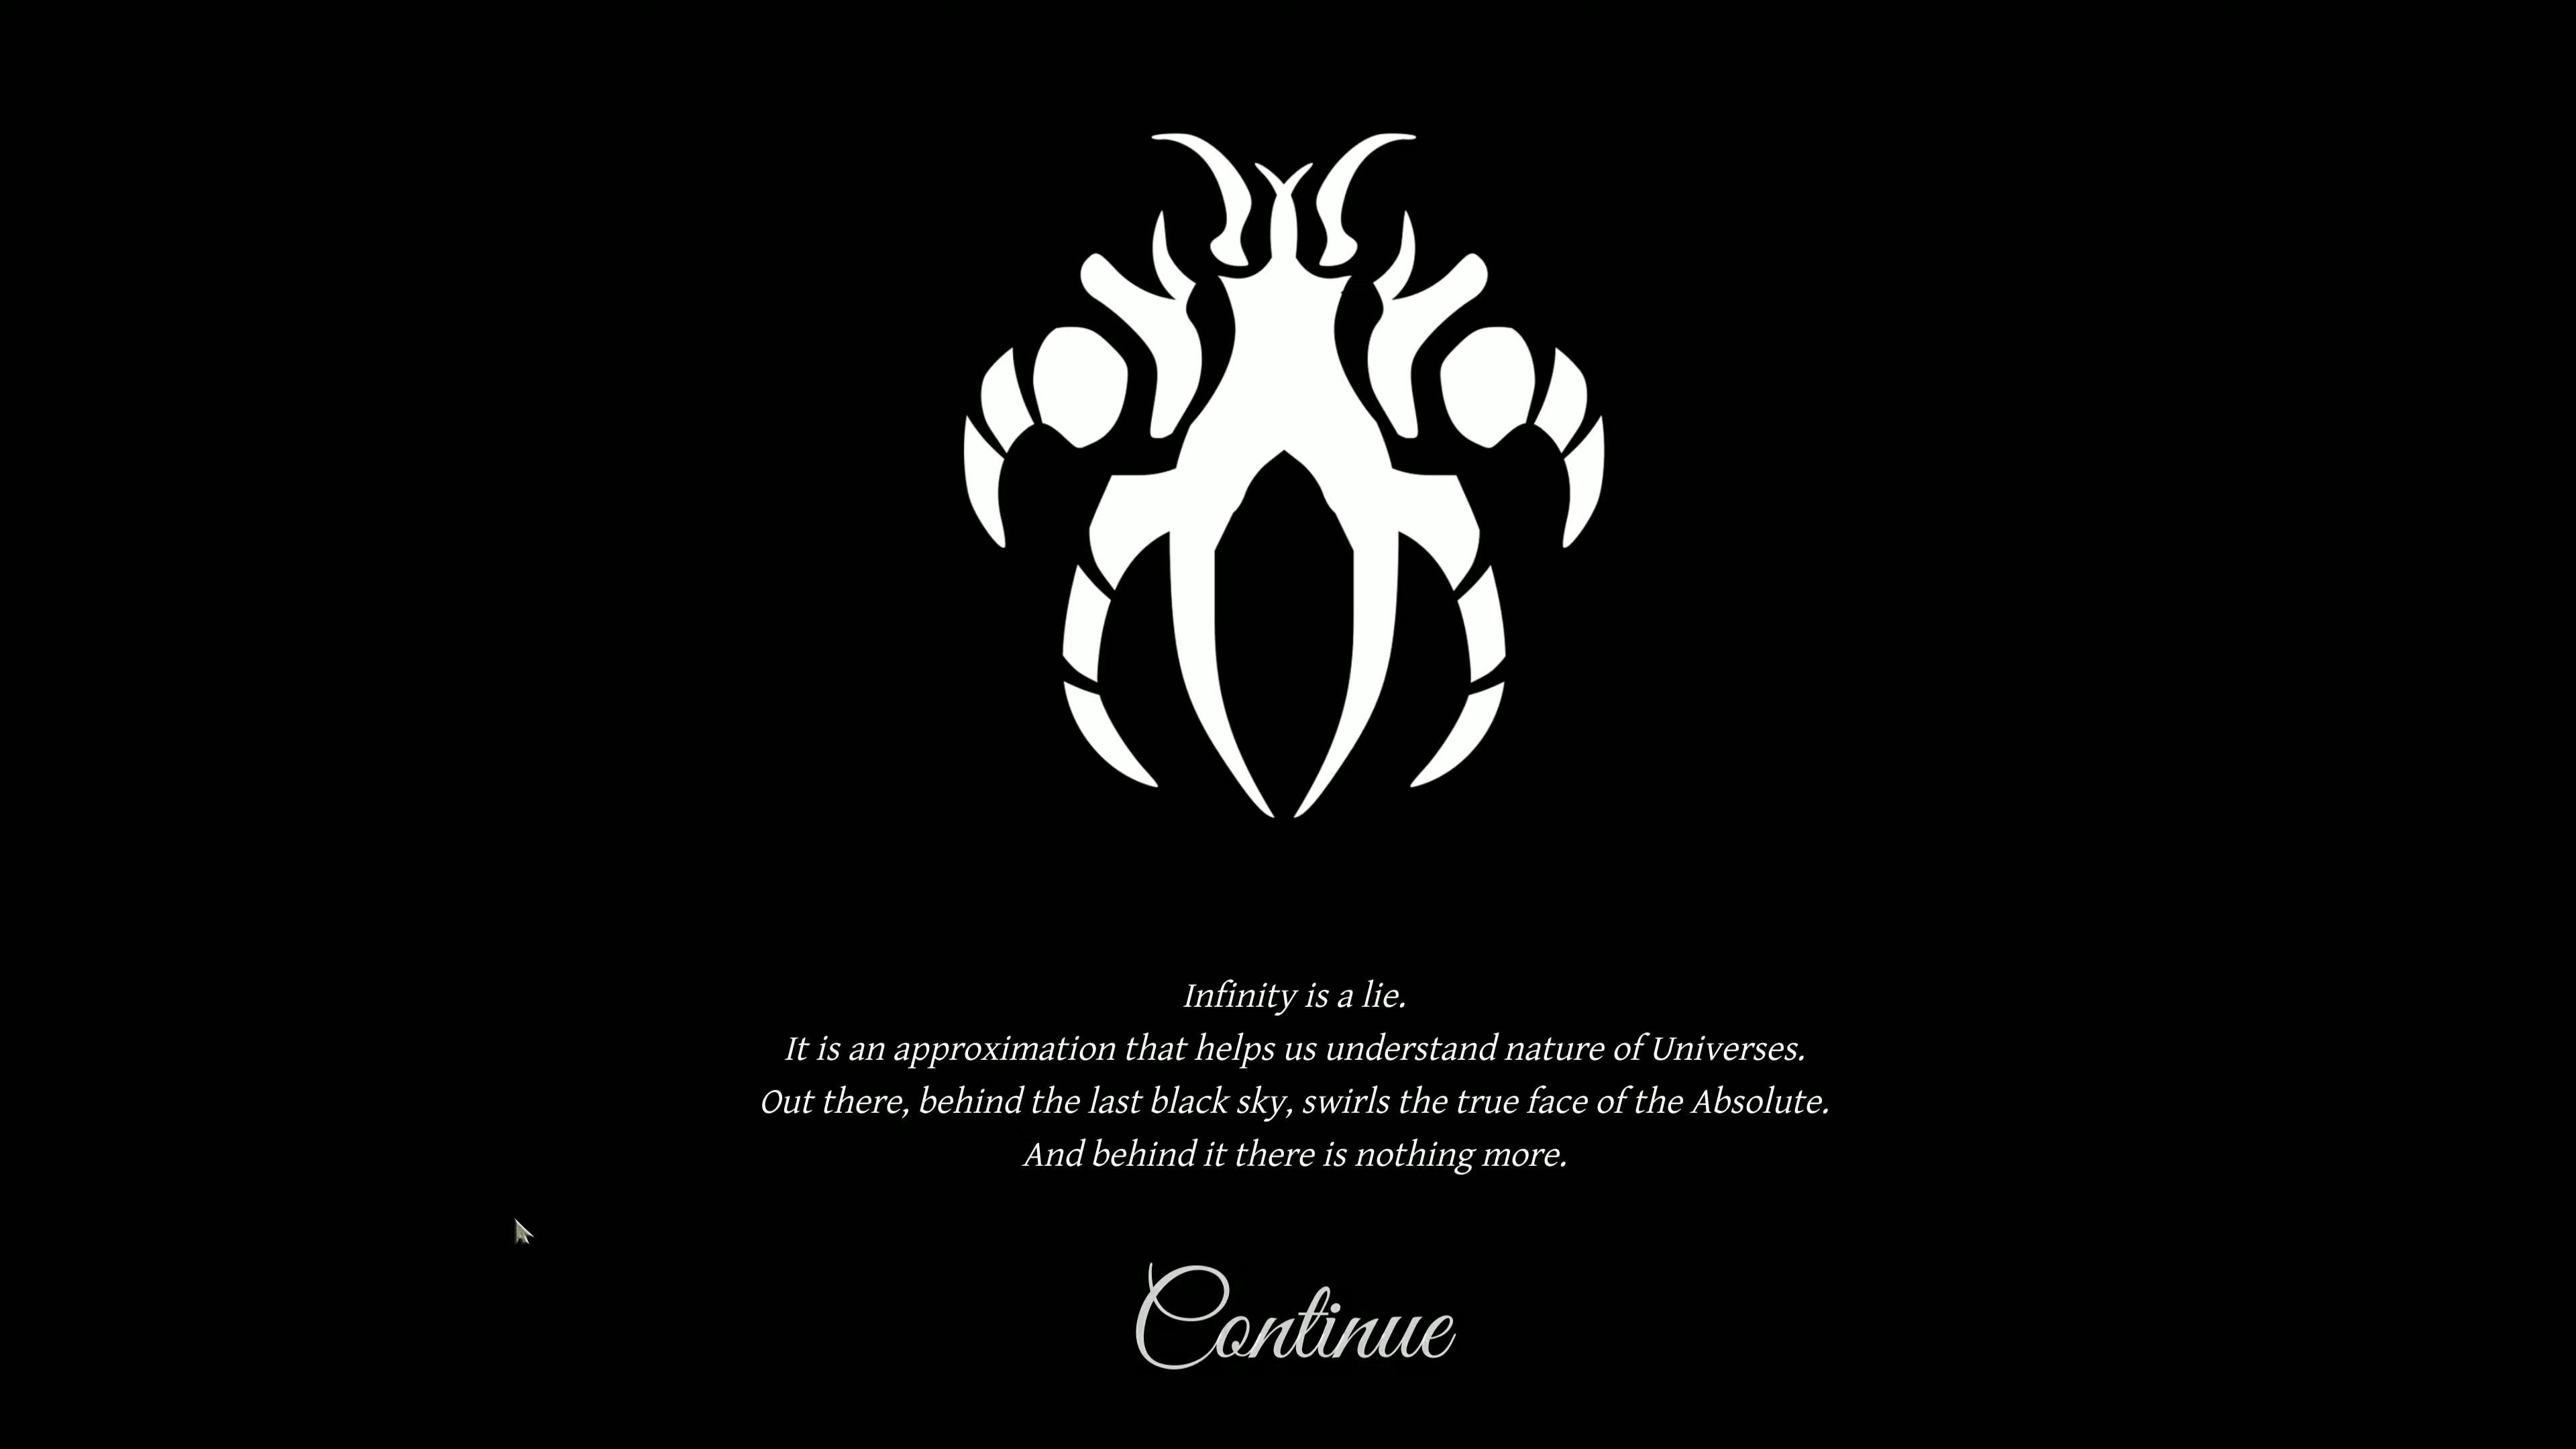 Infinity is a lie.
It is an approximation that helps us understand nature of Universes.
Out there, behind the last black sky, swirls the true face of the Absolute.
And behind it there is nothing more.
Continue